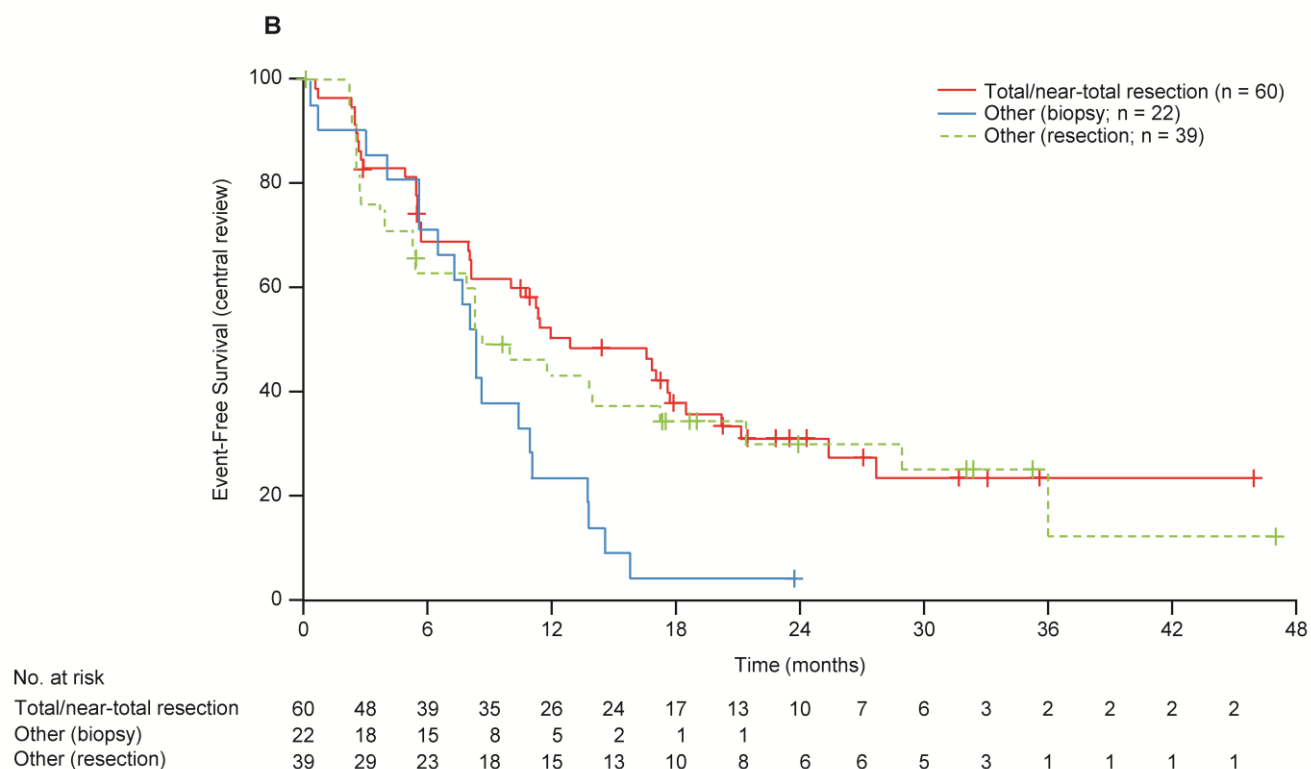 B
100
80
60
40
20
0
Event-Free Survival (central review)
Total/near-total resection (n = 60)
Other (biopsy; n = 22)
Other (resection; n = 39)
0 6 12 18 24 30 36 42 48
Time (months)
No. at risk
Total/near-total resection 60 48 39 35 26 24 17 13 10 7 6 3 2 2 2 2
Other (biopsy) 22 18 15 8 5 2 1 1
Other (resection) 39 29 23 18 15 13 10 8 6 6 5 3 1 1 1 1